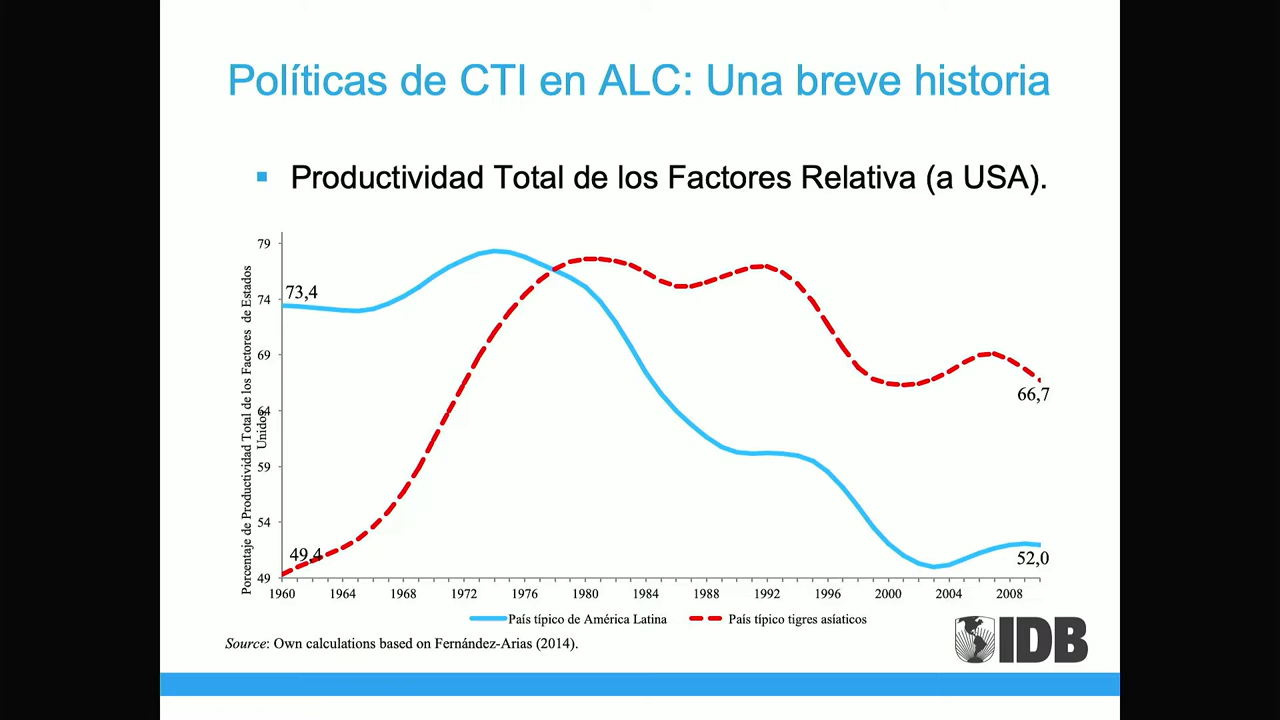 Políticas de CTI en ALC: Una breve historia
Productividad Total de los Factores Relativa (a USA).
Porcentaje de Productividad Total de los Factores de Estados
Unidos
79
74
69
64
59
54
49
73,4
49,4
66,7
52,0
1960 1964 1968 1972 1976 1980 1984 1988 1992 1996 2000 2004 2008
País típico de América Latina País típico tigres asíaticos
Source: Own calculations based on Fernández-Arias (2014).
IDB